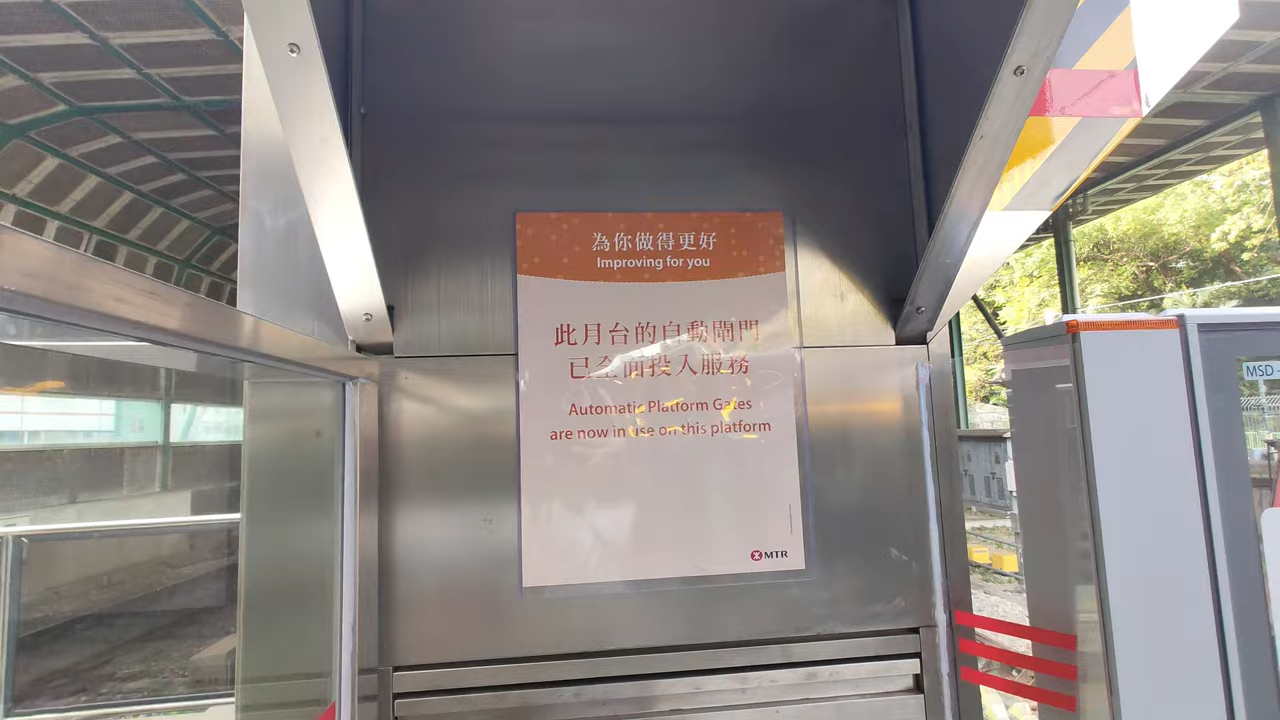 為你做得更好
Improving for you
此月台的自動閘門
已全面投入服務
Automatic Platform Gates
are now in use on this platform
MTR
MSD -